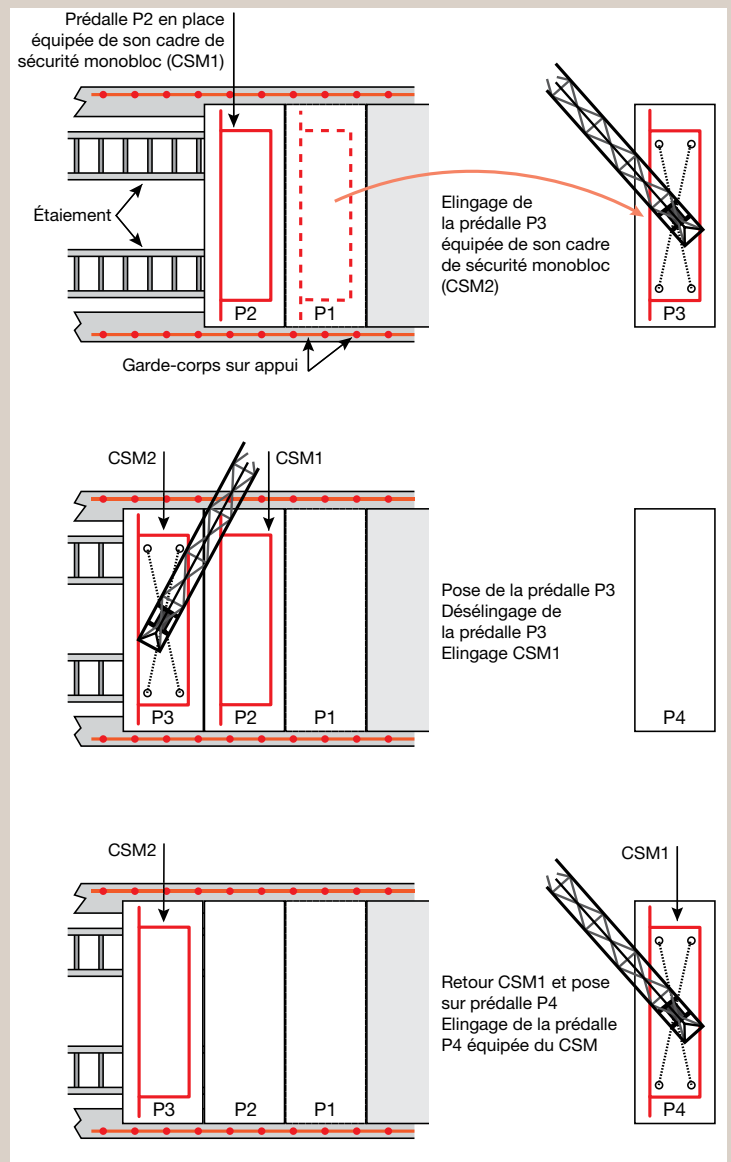 Prédalle P2 en place
équipée de son cadre de
sécurité monobloc (CSM1)
Étaiement
P2
P1
Garde-corps sur appui
Elingage de
la prédalle P3
équipée de son cadre
de sécurité monobloc
(CSM2)
P3
CSM2
CSM1
P3
P2
P1
Pose de la prédalle P3
Désélingage de
la prédalle P3
Elingage CSM1
P4
CSM2
P3
P2
P1
Retour CSM1 et pose
sur prédalle P4
Elingage de la prédalle
P4 équipée du CSM
CSM1
P4